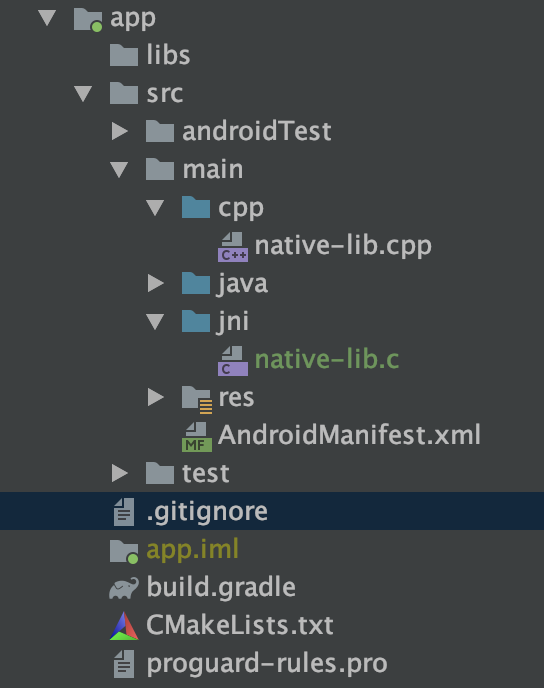 app
libs
src
androidTest
main
cpp
C++ native-lib.cpp
java
jni
C native-lib.c
res
MF AndroidManifest.xml
test
.gitignore
app.iml
build.gradle
CMakeLists.txt
proguard-rules.pro